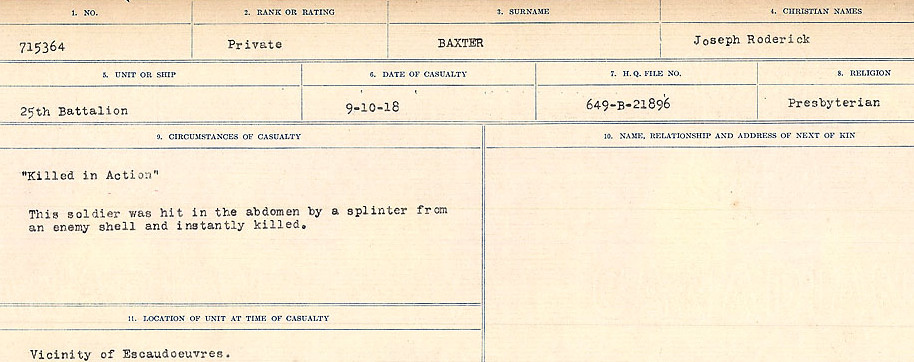 1. NO. 2. RANK OR RATING 3. SURNAME 4. CHRISTIAN NAMES
715364 Private BAXTER Joseph Roderick
5. UNIT OR SHIP 6. DATE OF CASUALTY 7. H. Q. FILE NO. 8. RELIGION
25th Battalion 9-10-18 649-B-21896 Presbyterian
9. CIRCUMSTANCES OF CASUALTY 10. NAME, RELATIONSHIP AND ADDRESS OF NEXT OF KIN
"Killed in Action"
This soldier was hit in the abdomen by a splinter from
an enemy shell and instantly killed.
11. LOCATION OF UNIT AT TIME OF CASUALTY
Vicinity of Escaudoeuvres.